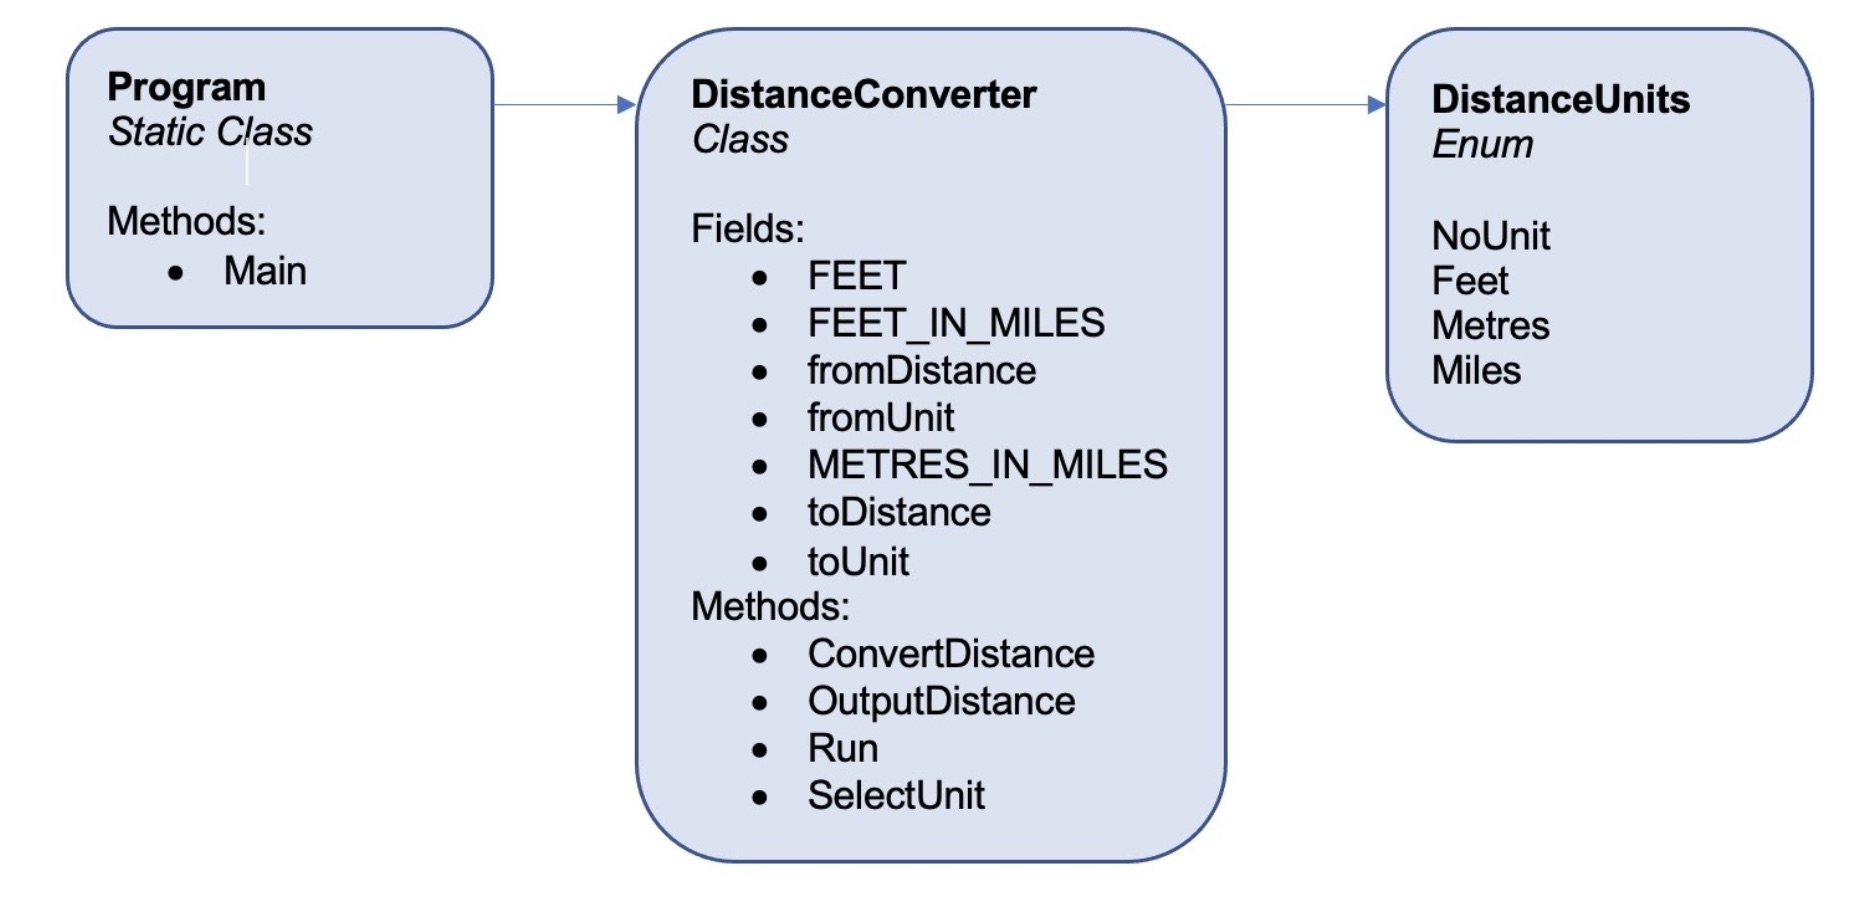 Program
Static Class
Methods:
• Main
DistanceConverter
Class
Fields:
• FEET
• FEET_IN_MILES
• fromDistance
• fromUnit
• METRES_IN_MILES
• toDistance
• toUnit
Methods:
• ConvertDistance
• OutputDistance
• Run
• SelectUnit
DistanceUnits
Enum
NoUnit
Feet
Metres
Miles